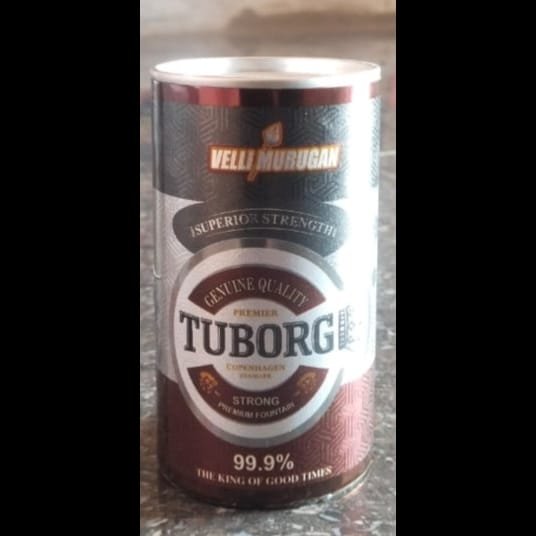 VELLI MURUGAN
SUPERIOR STRENGTH
GENUINE QUALITY
PREMIER
TUBORG
COPENHAGEN
DENMARK
STRONG
PREMIUM FOUNTAIN
99.9%
THE KING OF GOOD TIMES